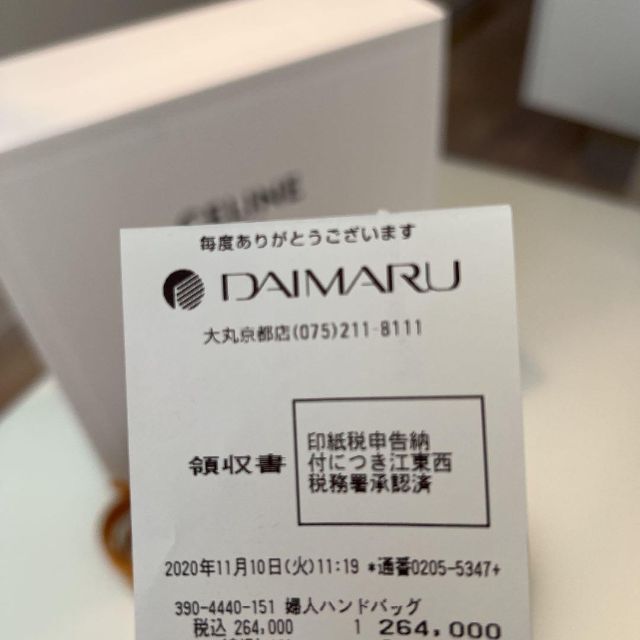 CELINE
毎度ありがとうございます
DAIMARU
大丸京都店(075)211-8111
領収書
印紙税申告納
付につき江東西
税務署承認済
2020年11月10日(火)11:19 *通番0205-5347+
390-4440-151 婦人ハンドバッグ
税込 264,000 1 264,000